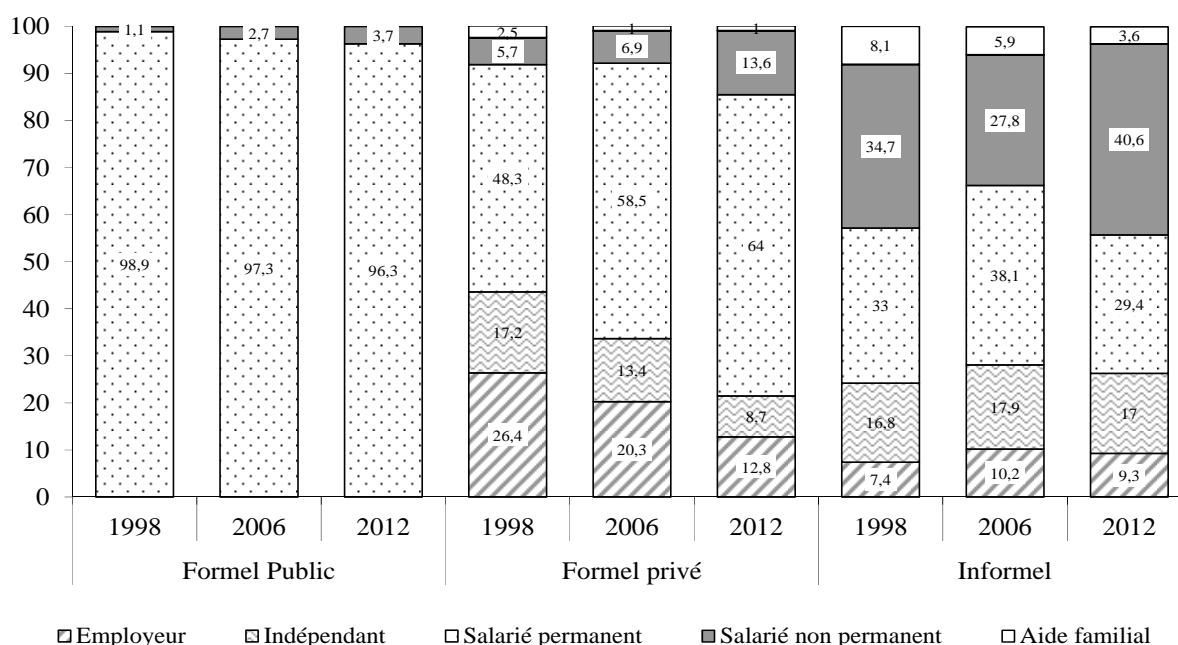 100
90
80
70
60
50
40
30
20
10
0
1,1 2,7 3,7 2,5 1 1 8,1 5,9 3,6
5,7 6,9 1 13,6 34,7 27,8 40,6
98,9 97,3 96,3 48,3 58,5 64 33 38,1 29,4
17,2 13,4 8,7 16,8 17,9 17
26,4 20,3 12,8 7,4 10,2 9,3
1998 2006 2012 1998 2006 2012 1998 2006 2012
Formel Public Formel privé Informel
Employeur Indépendant Salarié permanent Salarié non permanent Aide familial